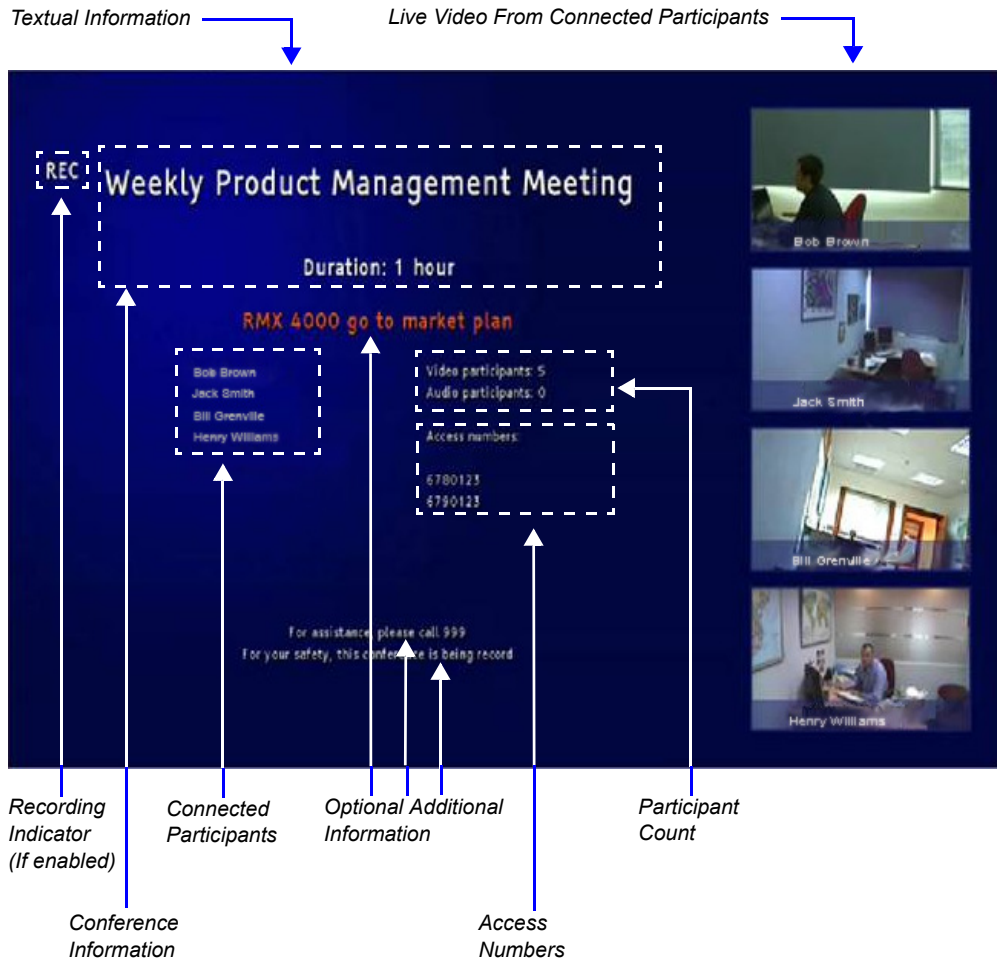 Textual Information
Live Video From Connected Participants
REC
Weekly Product Management Meeting
Duration: 1 hour
RMX 4000 go to market plan
Bob Brown
Jack Smith
Bill Grenville
Henry Williams
Video participants: 5
Audio participants: 0
Access numbers:
6780123
6790123
For assistance, please call 999
For your safety, this conference is being record
Bob Brown
Jack Smith
Bill Grenville
Henry Williams
Recording
Indicator
(If enabled)
Connected
Participants
Optional Additional
Information
Participant
Count
Conference
Information
Access
Numbers